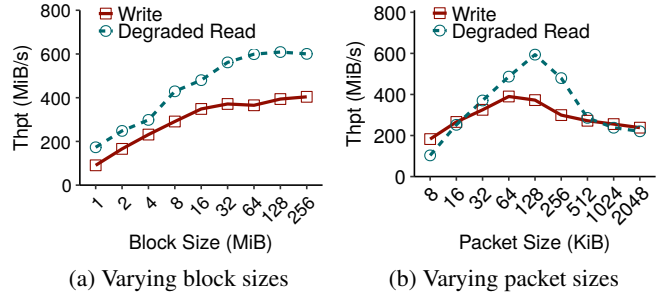 Write
Degraded Read
800
600
400
200
0
Thpt (MiB/s)
1 2 4 8 16 32 64 128 256
Block Size (MiB)
(a) Varying block sizes
Write
Degraded Read
800
600
400
200
0
Thpt (MiB/s)
8 16 32 64 128 256 512 1024 2048
Packet Size (KiB)
(b) Varying packet sizes